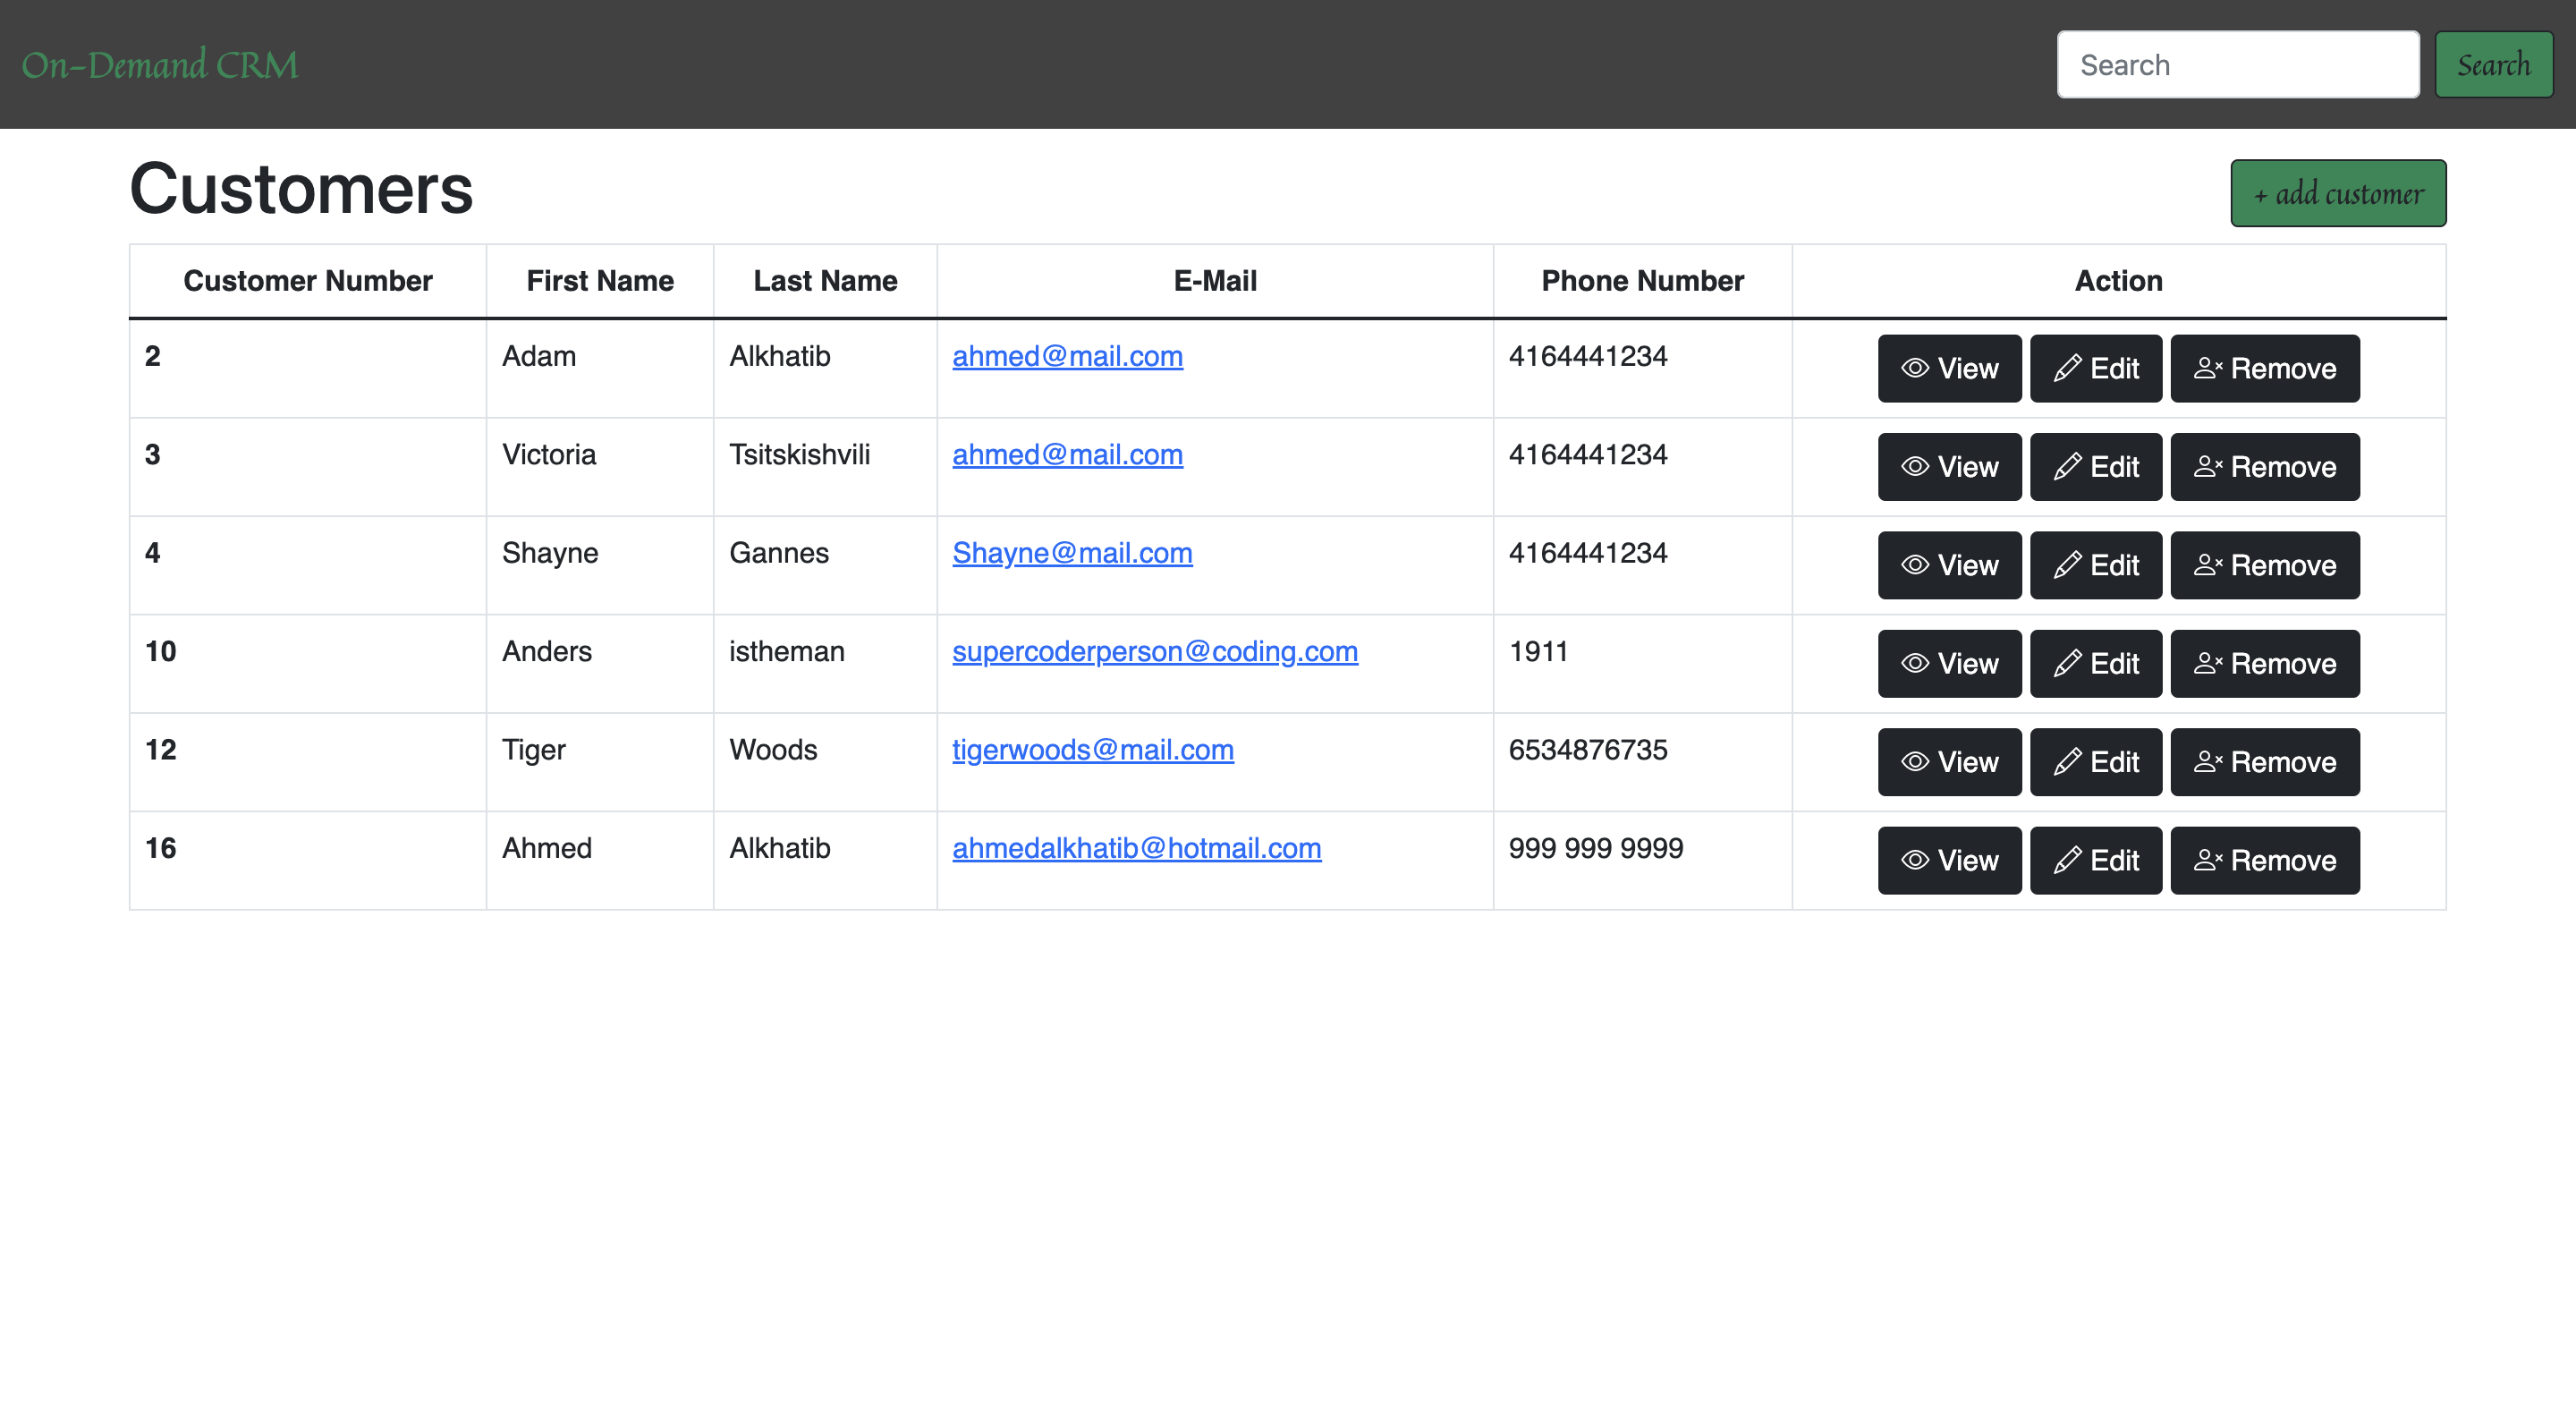 On-Demand CRM Search Search
Customers + add customer
Customer Number First Name Last Name E-Mail Phone Number Action
2 Adam Alkhatib ahmed@mail.com 4164441234 View Edit Remove
3 Victoria Tsitskishvili ahmed@mail.com 4164441234 View Edit Remove
4 Shayne Gannes Shayne@mail.com 4164441234 View Edit Remove
10 Anders istheman supercoderperson@coding.com 1911 View Edit Remove
12 Tiger Woods tigerwoods@mail.com 6534876735 View Edit Remove
16 Ahmed Alkhatib ahmedalkhatib@hotmail.com 999 999 9999 View Edit Remove